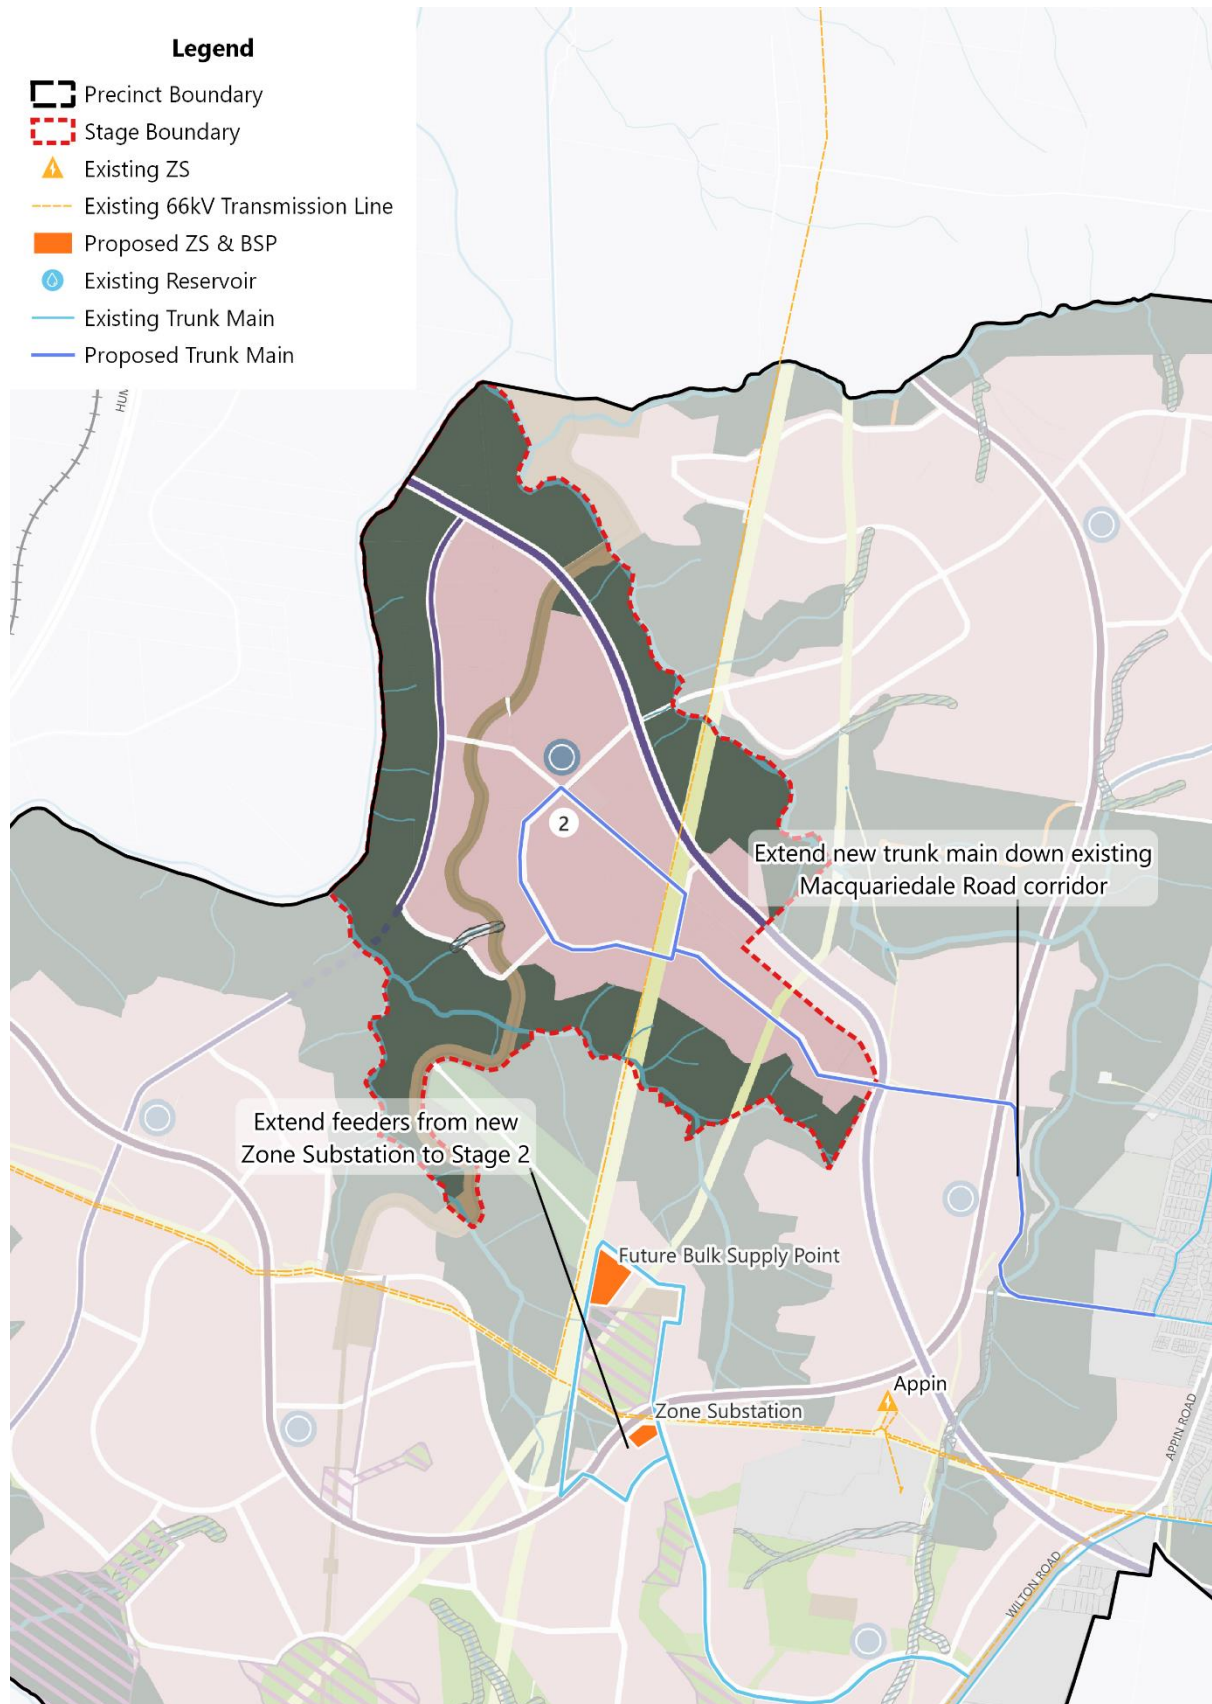 Legend
Precinct Boundary
Stage Boundary
Existing ZS
Existing 66kV Transmission Line
Proposed ZS & BSP
Existing Reservoir
Existing Trunk Main
Proposed Trunk Main
HUM
2
Extend new trunk main down existing
Macquariedale Road corridor
Extend feeders from new
Zone Substation to Stage 2
Future Bulk Supply Point
Appin
Zone Substation
APPIN ROAD
WILTON ROAD